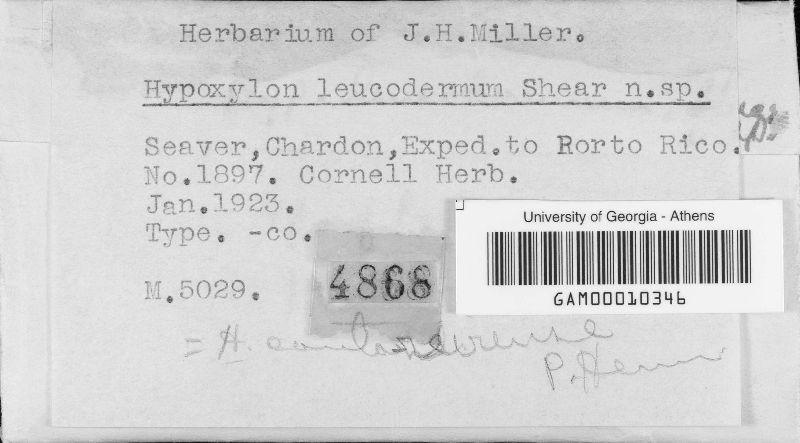 Herbarium of J.H.Miller.
Hypoxylon leucodermum Shear n.sp.
Seaver,Chardon,Exped.to Rorto Rico.
No.1897. Cornell Herb.
Jan.1923.
Type. -co.
University of Georgia - Athens
GAM00010346
M.5029.
4868
= H.
P. Henn